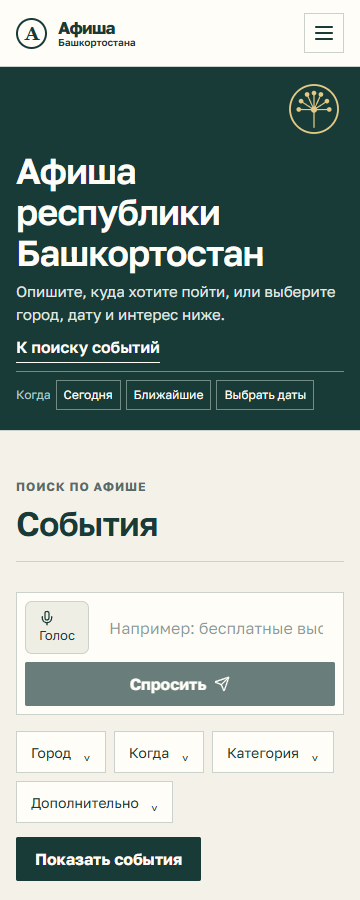 А
Афиша
Башкортостана
Афиша
республики
Башкортостан
Опишите, куда хотите пойти, или выберите
город, дату и интерес ниже.
К поиску событий
Когда Сегодня Ближайшие Выбрать даты
ПОИСК ПО АФИШЕ
События
Голос
Например: бесплатные выс
Спросить
Город v Когда v Категория v
Дополнительно v
Показать события